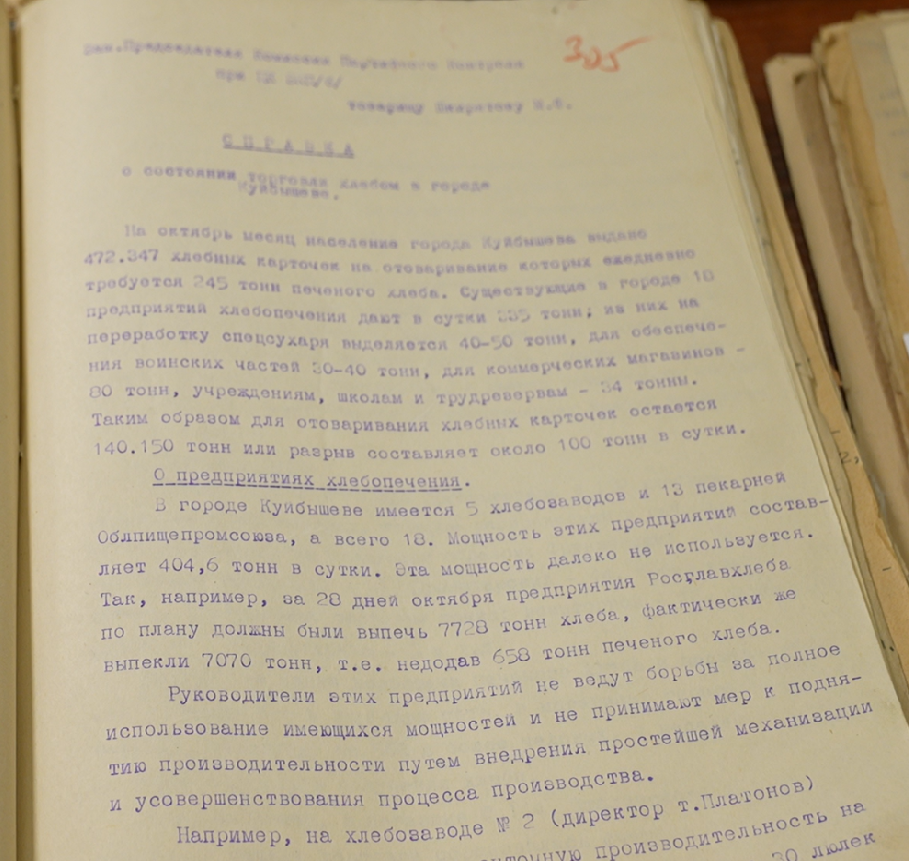 305
Зам.Председателя Комиссии Партийного Контроля
при ЦК ВКП/б/
товарищу
СПРАВКА
о состоянии торговли хлебом в городе
Куйбышеве.
На октябрь месяц населению города Куйбышева выдано
472.347 хлебных карточек на отоваривание которых ежедневно
требуется 245 тонн печеного хлеба. Существующие в городе 18
предприятий хлебопечения дают в сутки 335 тонн; из них на
переработку спецсухаря выделяется 40-50 тонн, для обеспече-
ния воинских частей 30-40 тонн, для коммерческих магазинов -
80 тонн, учреждениям, школам и трудрезервам - 34 тонны.
Таким образом для отоваривания хлебных карточек остается
140.150 тонн или разрыв составляет около 100 тонн в сутки.
О предприятиях хлебопечения.
В городе Куйбышеве имеется 5 хлебозаводов и 13 пекарней
Облпищепромсоюза, а всего 18. Мощность этих предприятий состав-
ляет 404,6 тонн в сутки. Эта мощность далеко не используется.
Так, например, за 28 дней октября предприятия Росглавхлеба
по плану должны были выпечь 7728 тонн хлеба, фактически же
выпекли 7070 тонн, т.е. недодав 658 тонн печеного хлеба.
Руководители этих предприятий не ведут борьбы за полное
использование имеющихся мощностей и не принимают мер к подня-
тию производительности путем внедрения простейшей механизации
и усовершенствования процесса производства.
Например, на хлебозаводе № 2 (директор т.Платонов)
производительность на
30 люлек